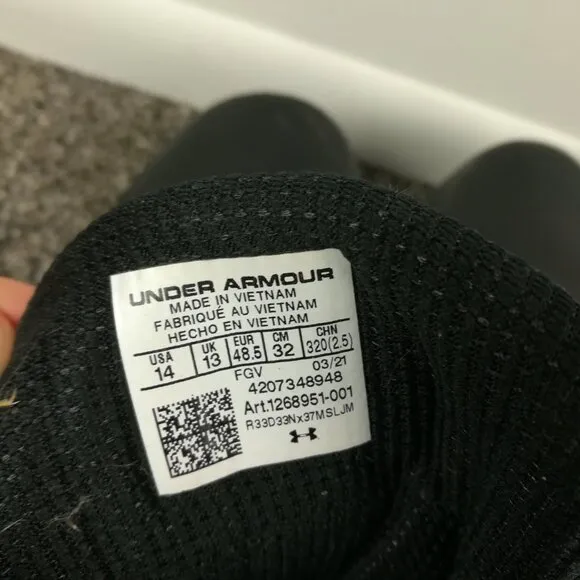 UNDER ARMOUR
MADE IN VIETNAM
FABRIQUÉ AU VIETNAM
HECHO EN VIETNAM
USA UK EUR CM CHN
14 13 48.5 32 320(2.5)
FGV 03/21
4207348948
Art.1268951-001
R33D33Nx37MSLJM